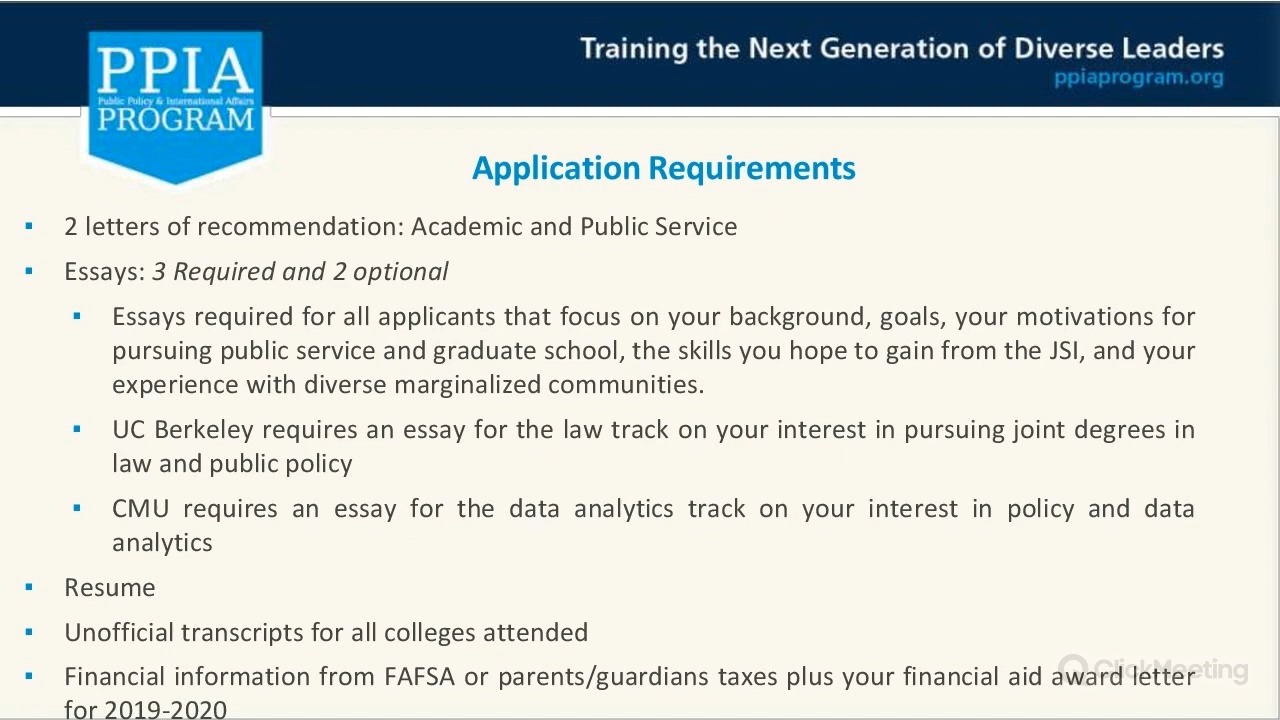 PPIA
Public Policy & International Affairs
PROGRAM
Training the Next Generation of Diverse Leaders
ppiaprogram.org
Application Requirements
▪ 2 letters of recommendation: Academic and Public Service
▪ Essays: 3 Required and 2 optional
▪ Essays required for all applicants that focus on your background, goals, your motivations for
pursuing public service and graduate school, the skills you hope to gain from the JSI, and your
experience with diverse marginalized communities.
▪ UC Berkeley requires an essay for the law track on your interest in pursuing joint degrees in
law and public policy
▪ CMU requires an essay for the data analytics track on your interest in policy and data
analytics
▪ Resume
▪ Unofficial transcripts for all colleges attended
▪ Financial information from FAFSA or parents/guardians taxes plus your financial aid award letter
for 2019-2020
ClickMeeting